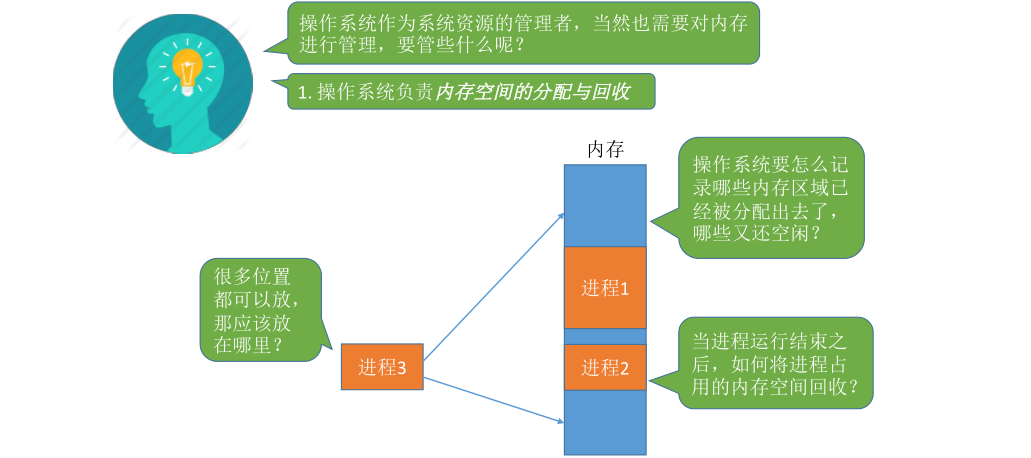 操作系统作为系统资源的管理者，当然也需要对内存
进行管理，要管些什么呢？
1. 操作系统负责内存空间的分配与回收
内存
操作系统要怎么记
录哪些内存区域已
经被分配出去了，
哪些又还空闲？
很多位置
都可以放，
那应该放
在哪里？
进程1
进程3
进程2
当进程运行结束之
后，如何将进程占
用的内存空间回收？